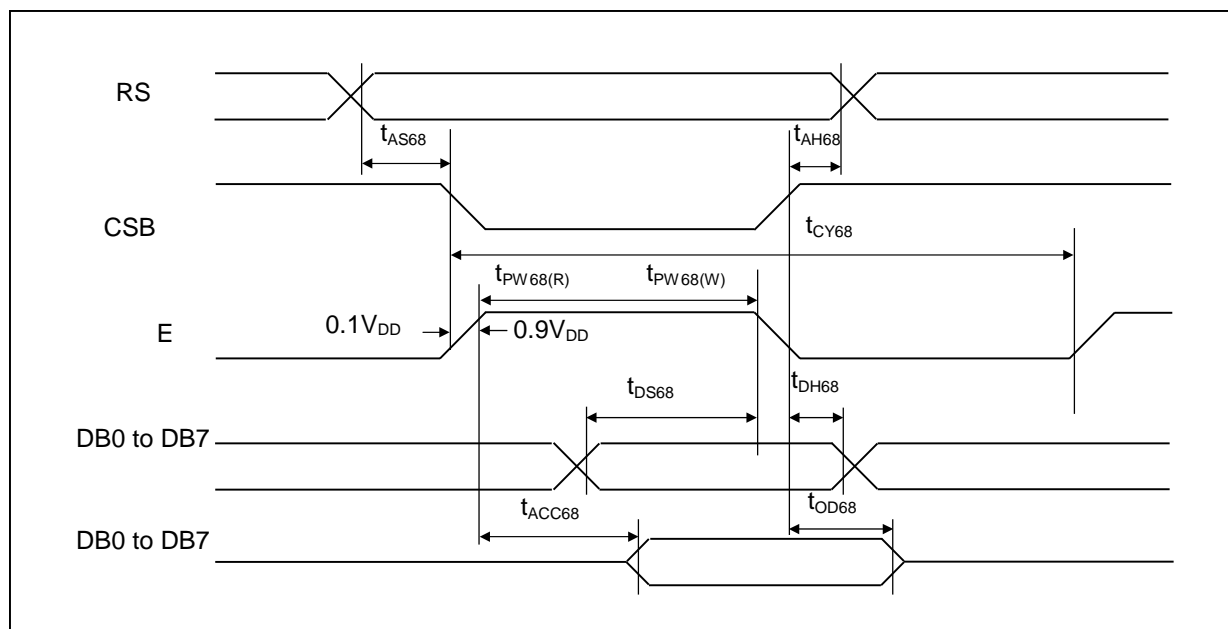 RS
tAS68
tAH68
CSB
tCY68
tPW68(R)
tPW68(W)
E
0.1VDD
0.9VDD
tDS68
tDH68
DB0 to DB7
tACC68
tOD68
DB0 to DB7